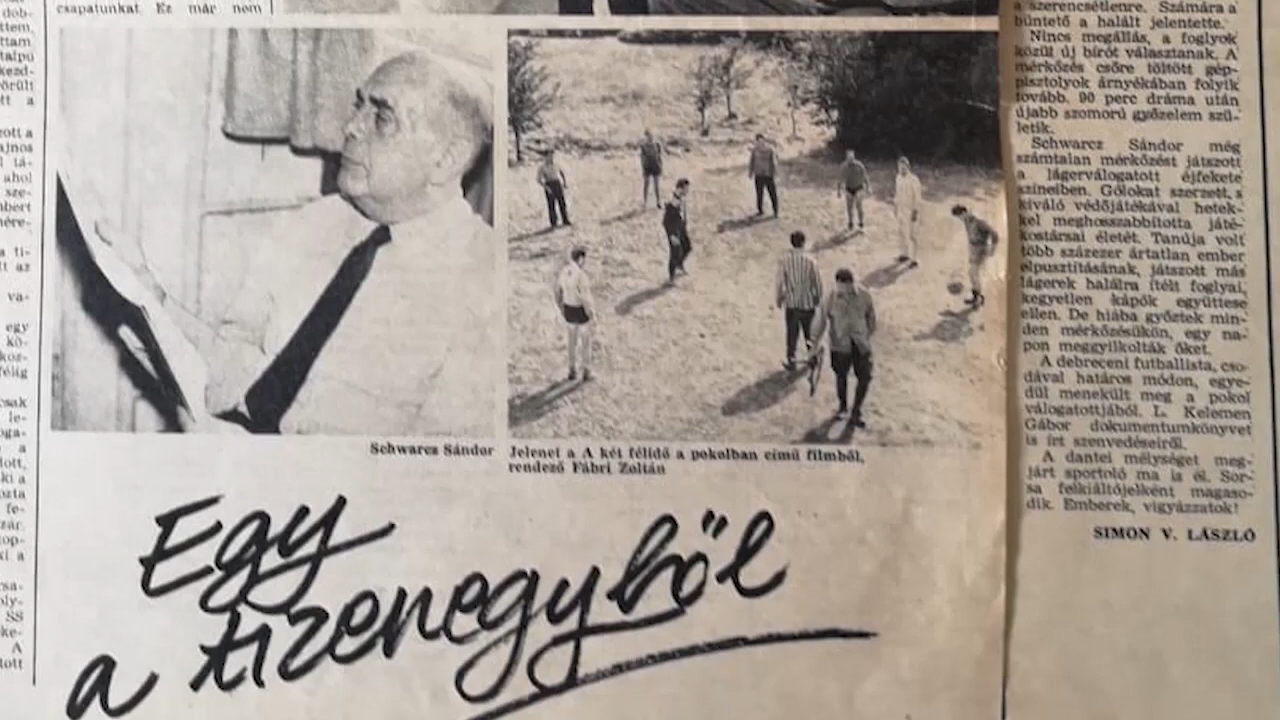 csapatunkat. Ez már nem
Schwarcz Sándor
Jelenet a A két félidő a pokolban című filmből,
rendező Fábri Zoltán
Egy
a tizenegyből
a szerencsétlenre. Számára a
büntető a halált jelentette.
Nincs megállás, a foglyok
közül új bírót választanak. A
mérkőzés csőre töltött gép-
pisztolyok árnyékában folyik
tovább. 90 perc dráma után
újabb szomorú győzelem szü-
letik.
Schwarcz Sándor még
számtalan mérkőzést játszott
a lágerválogatott éjfekete
színeiben. Gólokat szerzett, s
kiváló védőjátékával hetek-
kel meghosszabbította játé-
kostársai életét. Tanúja volt
több százezer ártatlan ember
elpusztításának, játszott más
lágerek halálra ítélt foglyai,
kegyetlen kápók együttese
ellen. De hiába győztek min-
den mérkőzésükön, egy na-
pon meggyilkolták őket.
A debreceni futballista, cso-
dával határos módon, egye-
dül menekült meg a pokol
válogatottjából. L. Kelemen
Gábor dokumentumkönyvet
is írt szenvedéseiről.
A dantei mélységet meg-
járt sportoló ma is él. Sor-
sa felkiáltójelként magaso-
dik. Emberek, vigyázzatok!
SIMON V. LÁSZLÓ